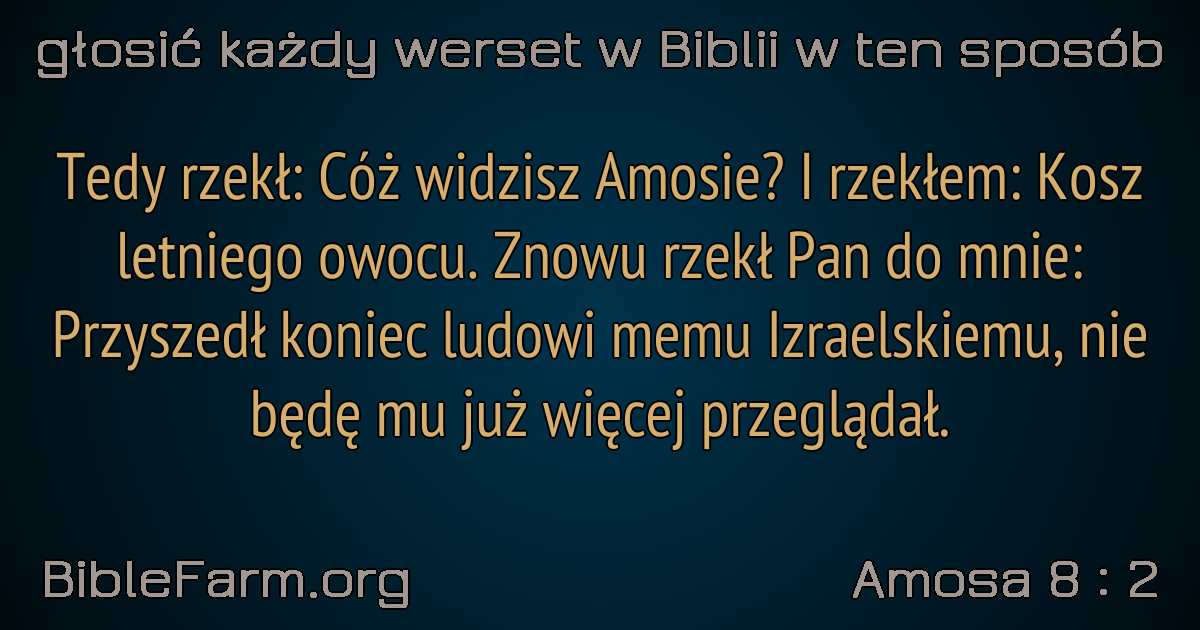 głosić każdy werset w Biblii w ten sposób
Tedy rzekł: Cóż widzisz Amosie? I rzekłem: Kosz
letniego owocu. Znowu rzekł Pan do mnie:
Przyszedł koniec ludowi memu Izraelskiemu, nie
będę mu już więcej przeglądał.
BibleFarm.org
Amosa 8 : 2